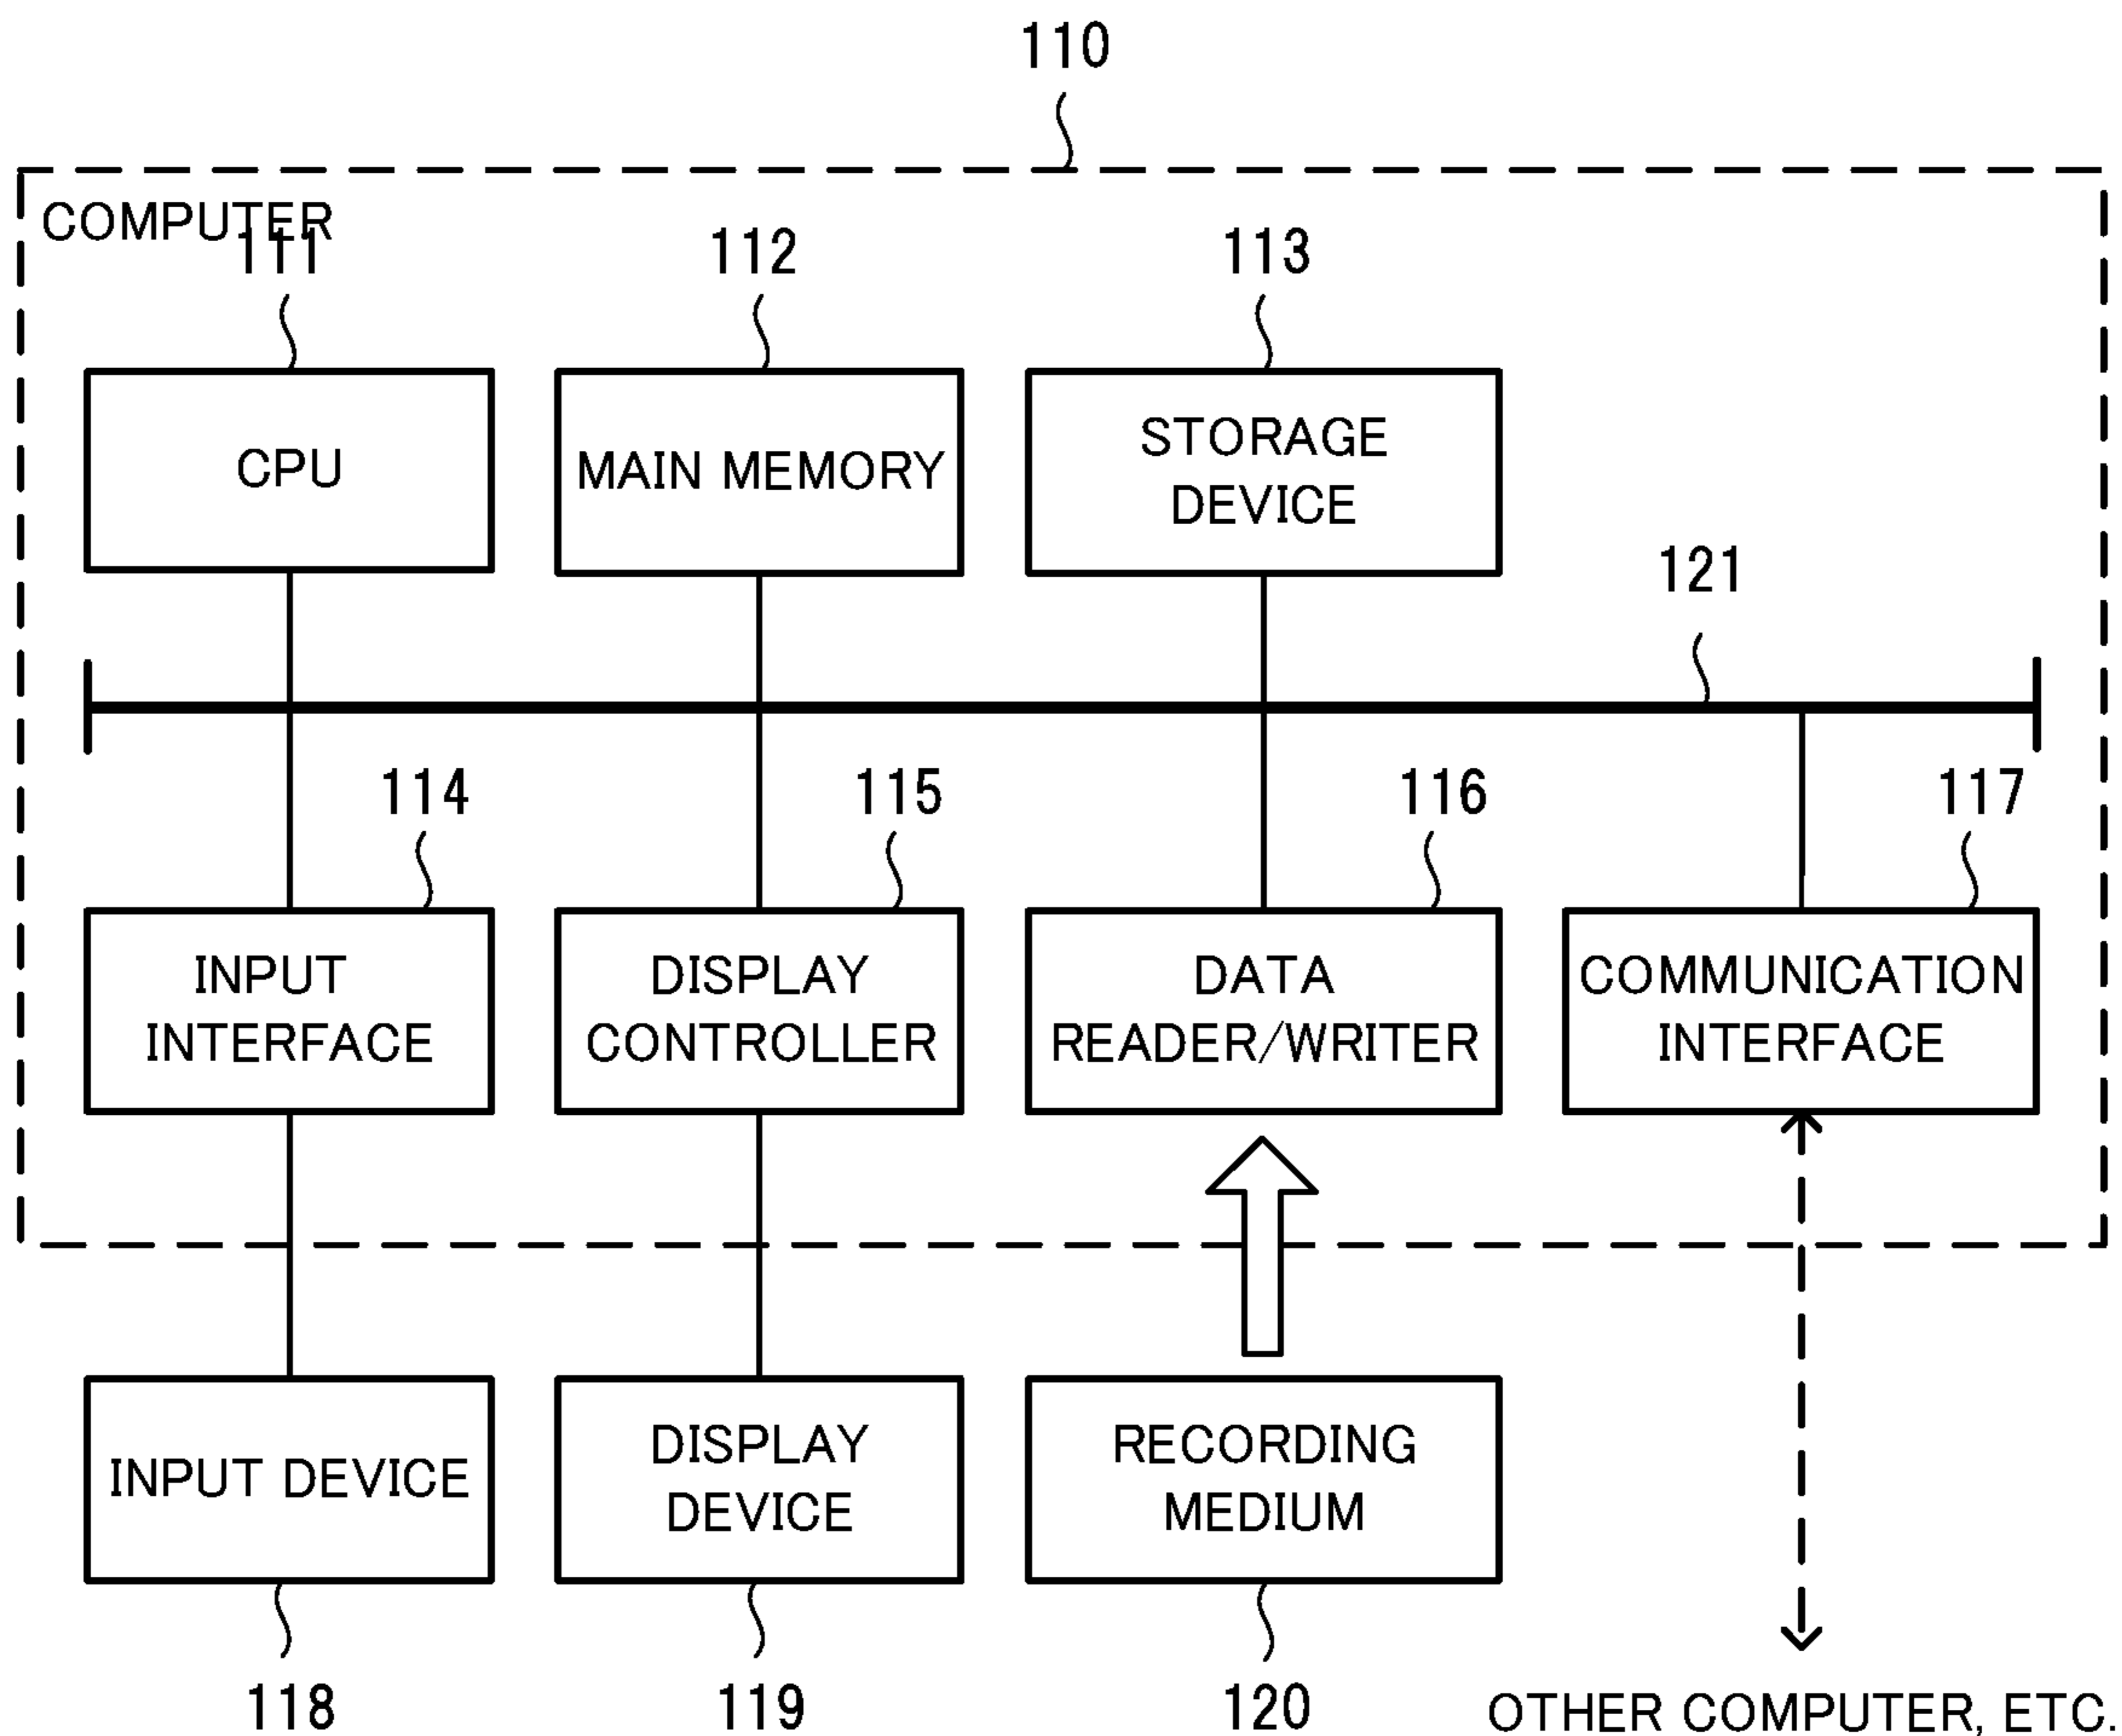 110
COMPUTER
111
112
113
CPU
MAIN MEMORY
STORAGE
DEVICE
121
114
115
116
117
INPUT
INTERFACE
DISPLAY
CONTROLLER
DATA
READER/WRITER
COMMUNICATION
INTERFACE
INPUT DEVICE
DISPLAY
DEVICE
RECORDING
MEDIUM
118
119
120
OTHER COMPUTER, ETC.